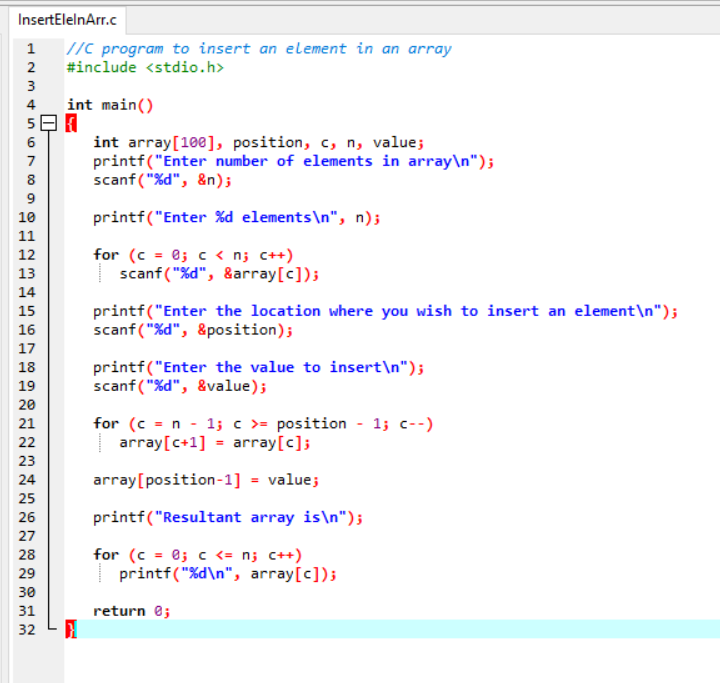 InsertEleInArr.c
1 //C program to insert an element in an array
2 #include <stdio.h>
3
4 int main()
5 {
6 int array[100], position, c, n, value;
7 printf("Enter number of elements in array\n");
8 scanf("%d", &n);
9
10 printf("Enter %d elements\n", n);
11
12 for (c = 0; c < n; c++)
13 scanf("%d", &array[c]);
14
15 printf("Enter the location where you wish to insert an element\n");
16 scanf("%d", &position);
17
18 printf("Enter the value to insert\n");
19 scanf("%d", &value);
20
21 for (c = n - 1; c >= position - 1; c--)
22 array[c+1] = array[c];
23
24 array[position-1] = value;
25
26 printf("Resultant array is\n");
27
28 for (c = 0; c <= n; c++)
29 printf("%d\n", array[c]);
30
31 return 0;
32 }